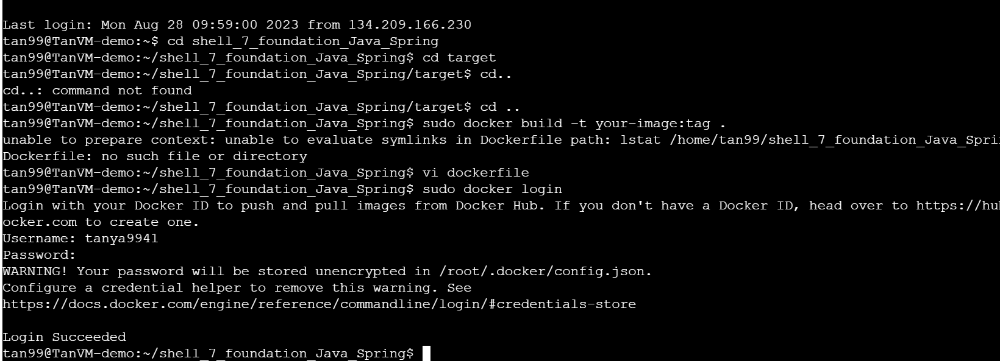 Last login: Mon Aug 28 09:59:00 2023 from 134.209.166.230
tan99@TanVM-demo:~$ cd shell_7_foundation_Java_Spring
tan99@TanVM-demo:~/shell_7_foundation_Java_Spring$ cd target
tan99@TanVM-demo:~/shell_7_foundation_Java_Spring/target$ cd..
cd..: command not found
tan99@TanVM-demo:~/shell_7_foundation_Java_Spring/target$ cd ..
tan99@TanVM-demo:~/shell_7_foundation_Java_Spring$ sudo docker build -t your-image:tag .
unable to prepare context: unable to evaluate symlinks in Dockerfile path: lstat /home/tan99/shell_7_foundation_Java_Spri
Dockerfile: no such file or directory
tan99@TanVM-demo:~/shell_7_foundation_Java_Spring$ vi dockerfile
tan99@TanVM-demo:~/shell_7_foundation_Java_Spring$ sudo docker login
Login with your Docker ID to push and pull images from Docker Hub. If you don't have a Docker ID, head over to https://hu
ocker.com to create one.
Username: tanya9941
Password:
WARNING! Your password will be stored unencrypted in /root/.docker/config.json.
Configure a credential helper to remove this warning. See
https://docs.docker.com/engine/reference/commandline/login/#credentials-store
Login Succeeded
tan99@TanVM-demo:~/shell_7_foundation_Java_Spring$